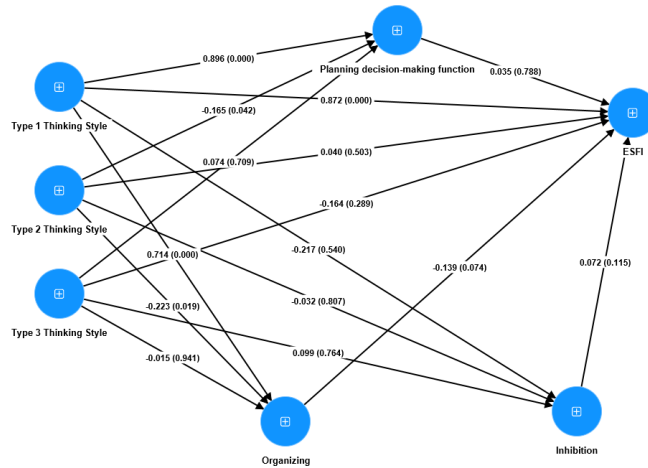 0.896 (0.000)
Planning decision-making function
0.035 (0.788)
Type 1 Thinking Style
-0.165 (0.042)
0.872 (0.000)
ESFI
0.074 (0.709)
0.040 (0.503)
-0.164 (0.289)
Type 2 Thinking Style
0.714 (0.000)
-0.217 (0.540)
-0.139 (0.074)
0.072 (0.115)
-0.223 (0.019)
-0.032 (0.807)
Type 3 Thinking Style
-0.015 (0.941)
0.099 (0.764)
Organizing
Inhibition